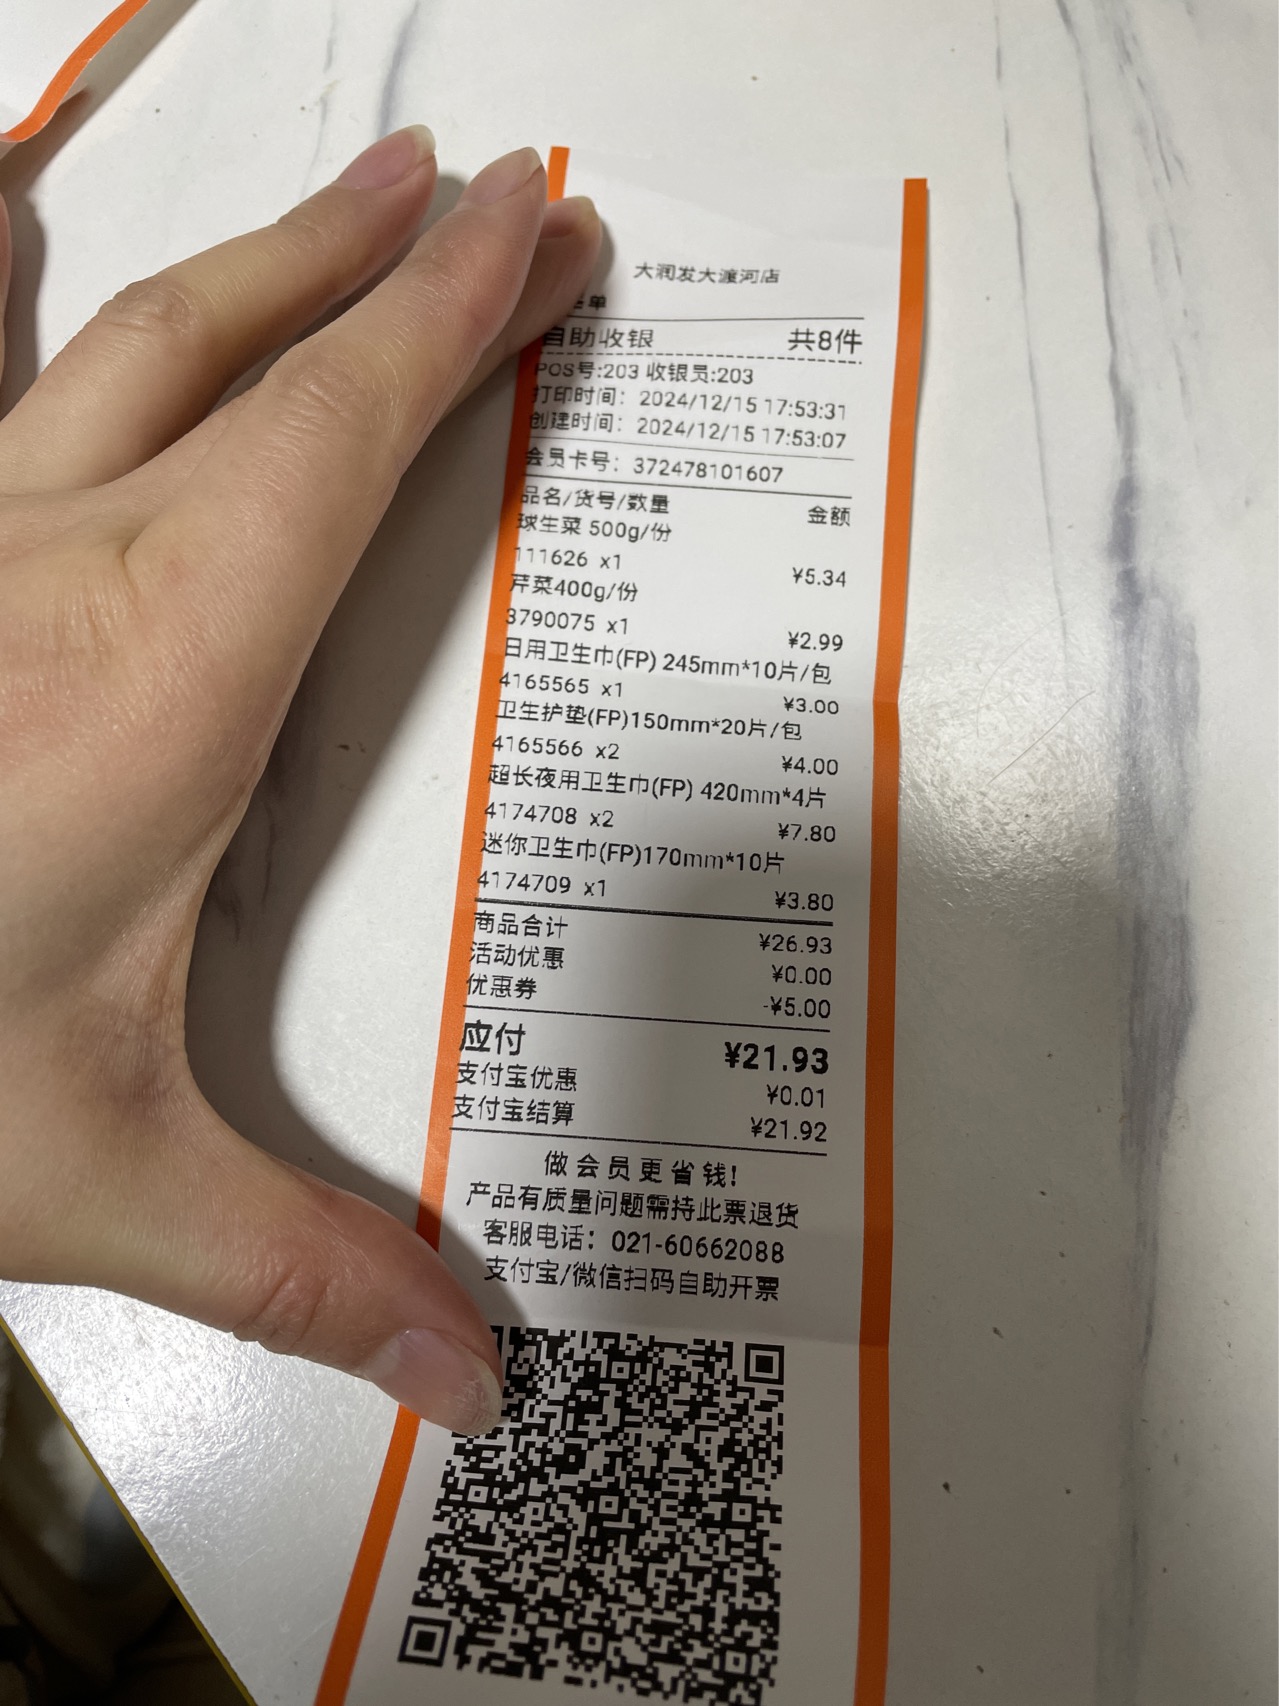 大润发大渡河店
单
自助收银 共8件
POS号:203 收银员:203
打印时间：2024/12/15 17:53:31
创建时间：2024/12/15 17:53:07
会员卡号：372478101607
品名/货号/数量 金额
球生菜 500g/份
111626 x1 ¥5.34
芹菜400g/份
3790075 x1 ¥2.99
日用卫生巾(FP) 245mm*10片/包
4165565 x1 ¥3.00
卫生护垫(FP)150mm*20片/包
4165566 x2 ¥4.00
超长夜用卫生巾(FP) 420mm*4片
4174708 x2 ¥7.80
迷你卫生巾(FP)170mm*10片
4174709 x1 ¥3.80
商品合计 ¥26.93
活动优惠 ¥0.00
优惠券 -¥5.00
应付 ¥21.93
支付宝优惠 ¥0.01
支付宝结算 ¥21.92
做会员更省钱!
产品有质量问题需持此票退货
客服电话：021-60662088
支付宝/微信扫码自助开票